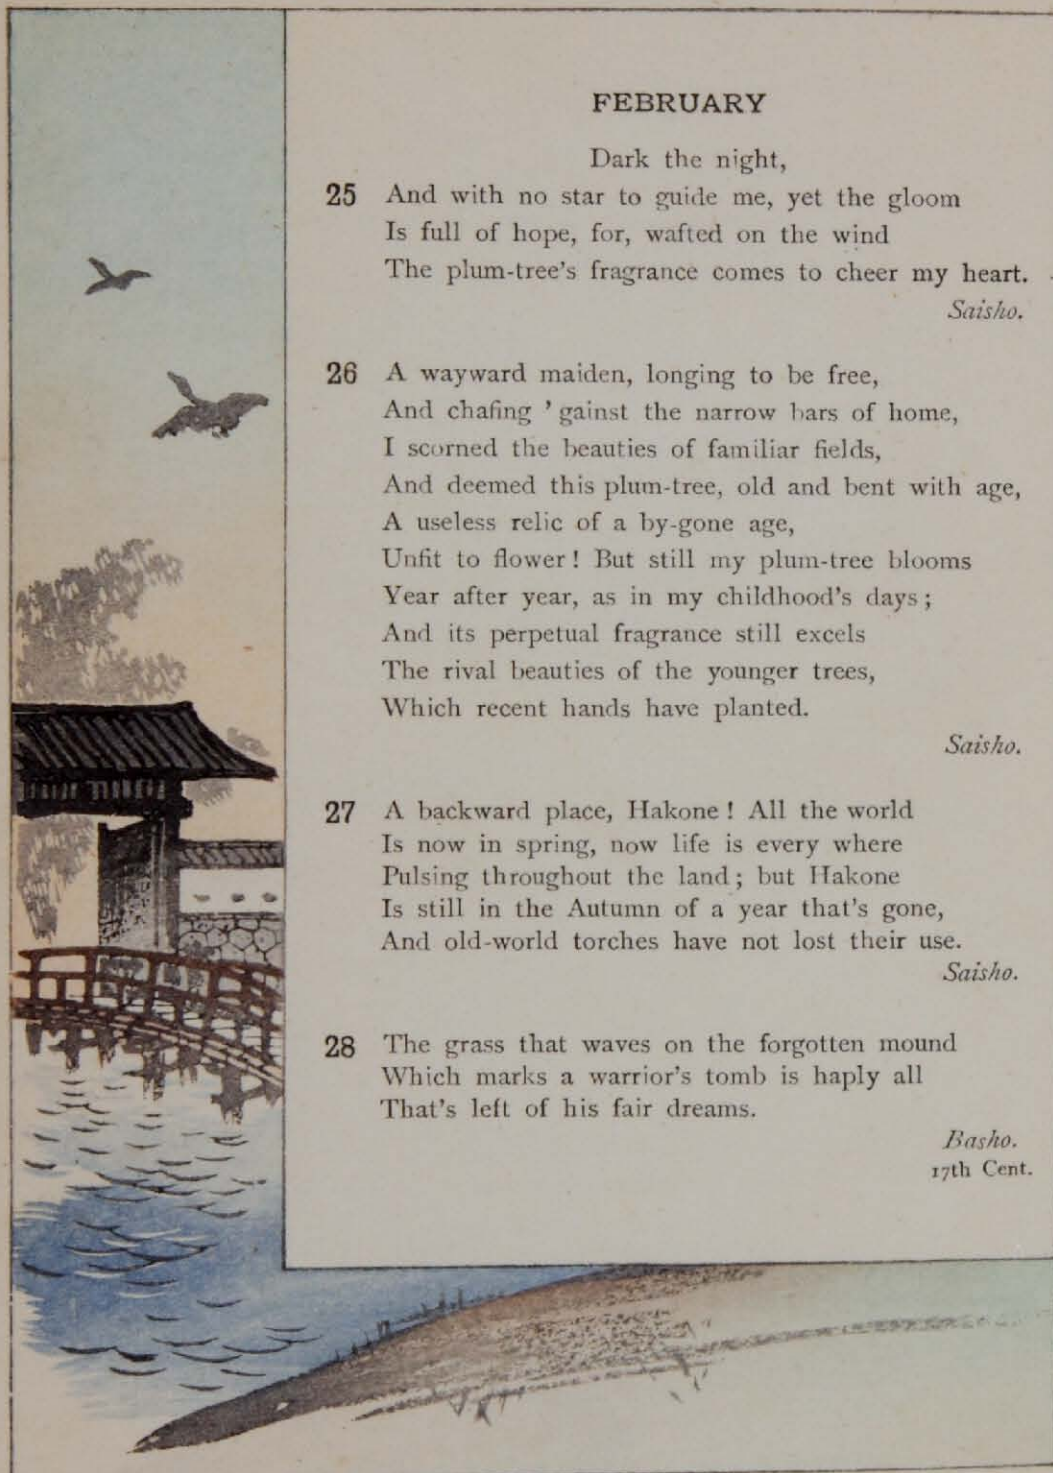 FEBRUARY
Dark the night,
25 And with no star to guide me, yet the gloom
Is full of hope, for, wafted on the wind
The plum-tree's fragrance comes to cheer my heart.
Saisho.
26 A wayward maiden, longing to be free,
And chafing 'gainst the narrow bars of home,
I scorned the beauties of familiar fields,
And deemed this plum-tree, old and bent with age,
A useless relic of a by-gone age,
Unfit to flower! But still my plum-tree blooms
Year after year, as in my childhood's days;
And its perpetual fragrance still excels
The rival beauties of the younger trees,
Which recent hands have planted.
Saisho.
27 A backward place, Hakone! All the world
Is now in spring, now life is every where
Pulsing throughout the land; but Hakone
Is still in the Autumn of a year that's gone,
And old-world torches have not lost their use.
Saisho.
28 The grass that waves on the forgotten mound
Which marks a warrior's tomb is haply all
That's left of his fair dreams.
Basho.
17th Cent.